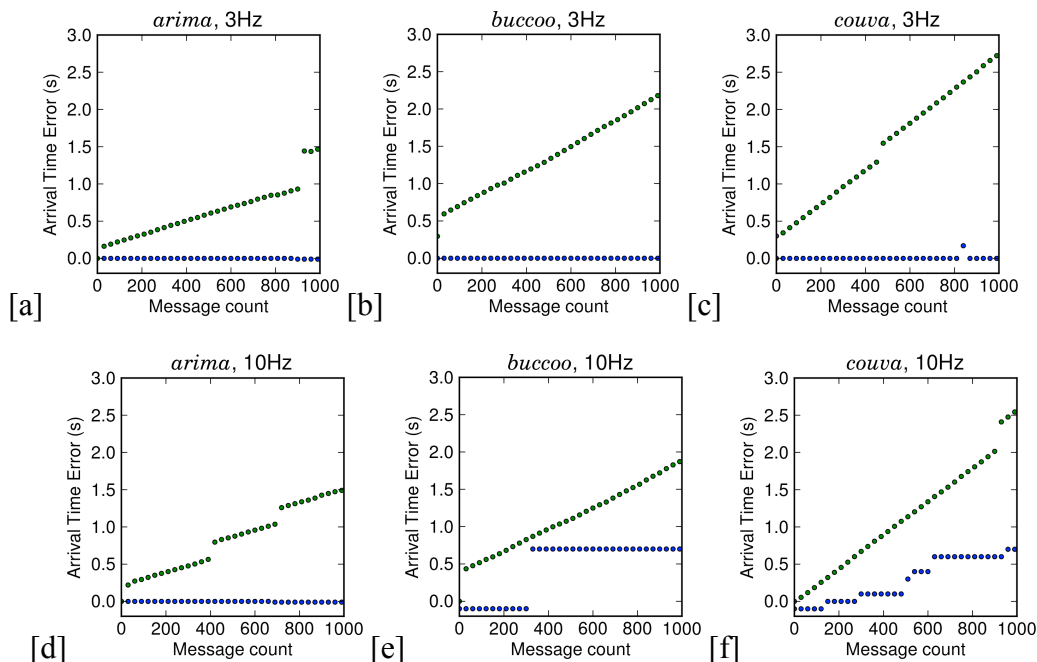 arima, 3Hz
3.0
2.5
2.0
1.5
1.0
0.5
0.0
Arrival Time Error (s)
0 200 400 600 800 1000
Message count
[a]
buccoo, 3Hz
3.0
2.5
2.0
1.5
1.0
0.5
0.0
Arrival Time Error (s)
0 200 400 600 800 1000
Message count
[b]
couva, 3Hz
3.0
2.5
2.0
1.5
1.0
0.5
0.0
Arrival Time Error (s)
0 200 400 600 800 1000
Message count
[c]
arima, 10Hz
3.0
2.5
2.0
1.5
1.0
0.5
0.0
Arrival Time Error (s)
0 200 400 600 800 1000
Message count
[d]
buccoo, 10Hz
3.0
2.5
2.0
1.5
1.0
0.5
0.0
Arrival Time Error (s)
0 200 400 600 800 1000
Message count
[e]
couva, 10Hz
3.0
2.5
2.0
1.5
1.0
0.5
0.0
Arrival Time Error (s)
0 200 400 600 800 1000
Message count
[f]